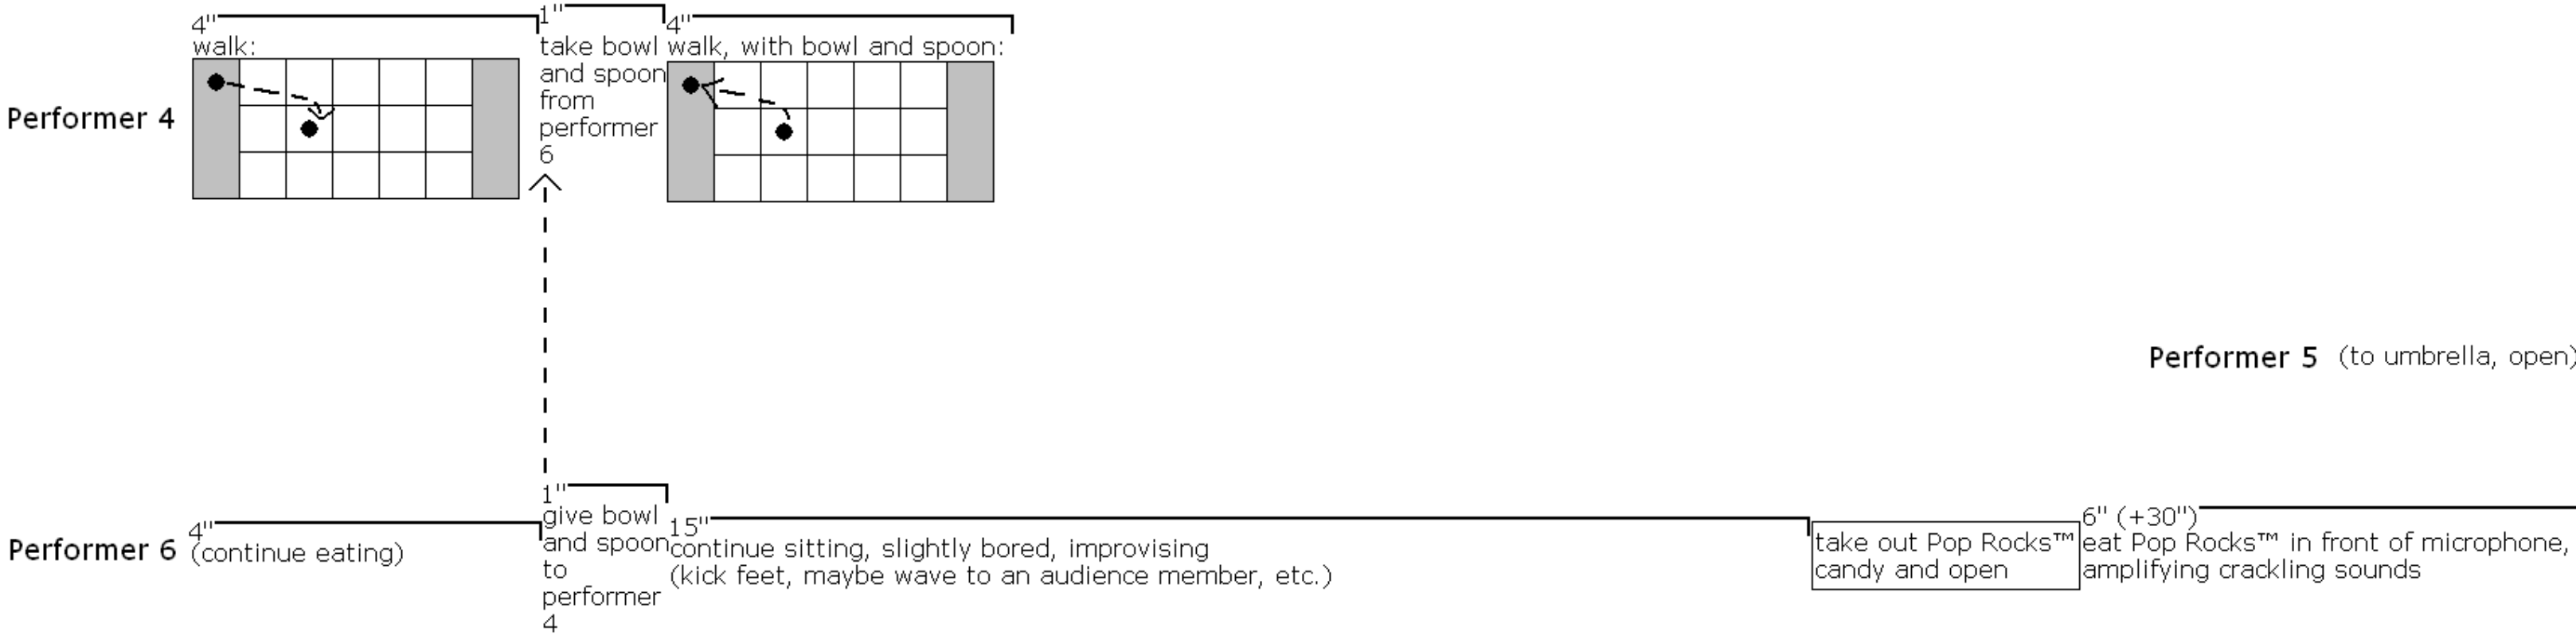 4"
walk:
Performer 4
1"
take bowl
and spoon
from
performer
6
4"
walk, with bowl and spoon:
Performer 5 (to umbrella, open)
Performer 6
4"
(continue eating)
1"
give bowl
and spoon
to
performer
4
15"
continue sitting, slightly bored, improvising
(kick feet, maybe wave to an audience member, etc.)
take out Pop Rocks™
candy and open
6" (+30")
eat Pop Rocks™ in front of microphone,
amplifying crackling sounds